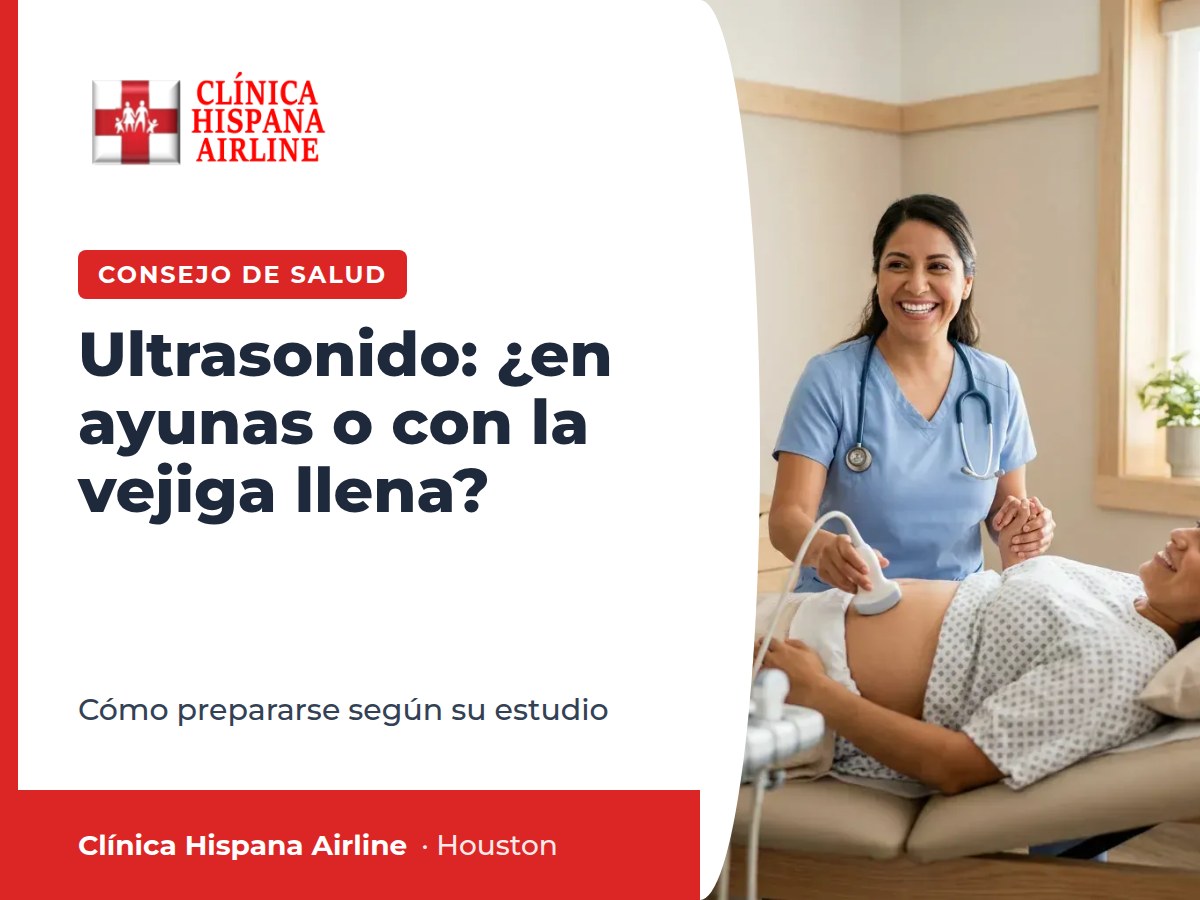 CLÍNICA
HISPANA
AIRLINE
CONSEJO DE SALUD
Ultrasonido: ¿en
ayunas o con la
vejiga llena?
Cómo prepararse según su estudio
Clínica Hispana Airline · Houston